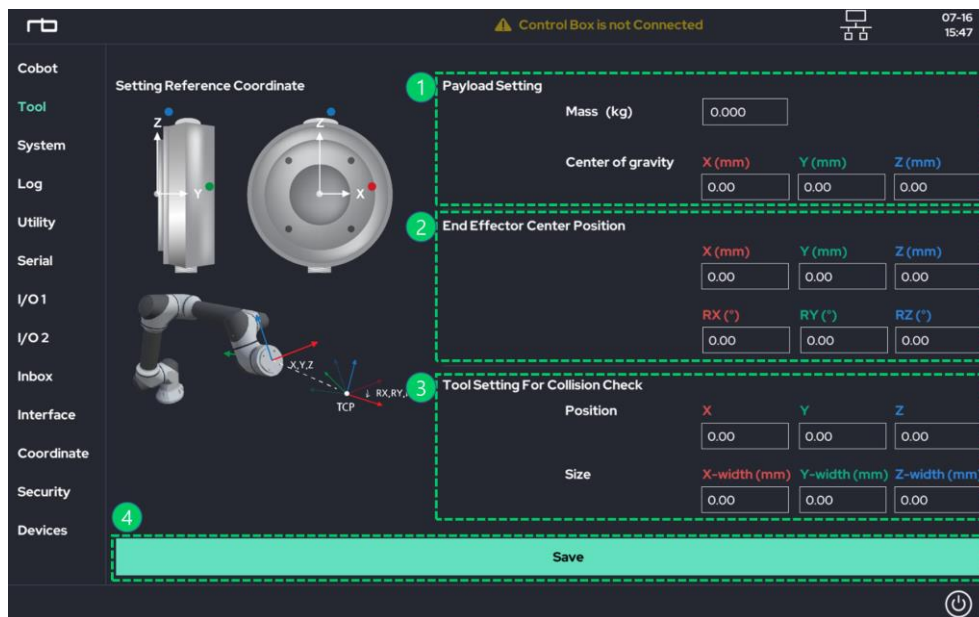 rb
Control Box is not Connected
07-16
15:47
Cobot
Tool
System
Log
Utility
Serial
I/O 1
I/O 2
Inbox
Interface
Coordinate
Security
Devices
Setting Reference Coordinate
Z
Y
Z
X
X,Y,Z
TCP
RX,RY,
1
Payload Setting
Mass (kg)
0.000
Center of gravity
X (mm) Y (mm) Z (mm)
0.00 0.00 0.00
2
End Effector Center Position
X (mm) Y (mm) Z (mm)
0.00 0.00 0.00
RX (°) RY (°) RZ (°)
0.00 0.00 0.00
3
Tool Setting For Collision Check
Position
X Y Z
0.00 0.00 0.00
Size
X-width (mm) Y-width (mm) Z-width (mm
0.00 0.00 0.00
4
Save